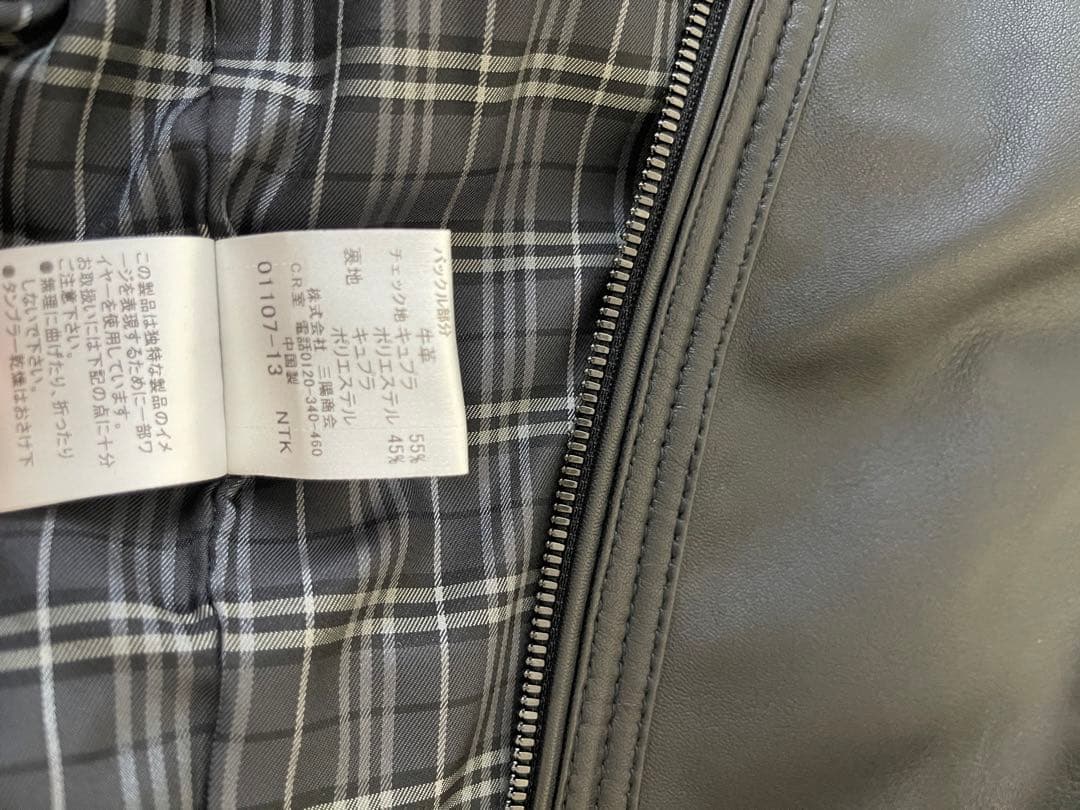 バックル部分
牛革
チェック地 キュプラ 55%
ポリエステル 45%
裏地 キュプラ
ポリエステル
株式会社 三陽商会
CR室 電話0120-340-460
中国製
01107-13 NTK
この製品は独特な製品のイメ
ージを表現するために一部ワ
イヤーを使用しています。
お取扱いには下記の点に十分
ご注意下さい。
●無理に曲げたり、折ったり
しないで下さい。
●タンブラー乾燥はおさけ下